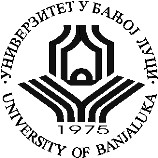 УНИВЕРЗИТЕТ У БАЊОЈ ЛУЦИ
1975
UNIVERSITY OF BANJALUKA